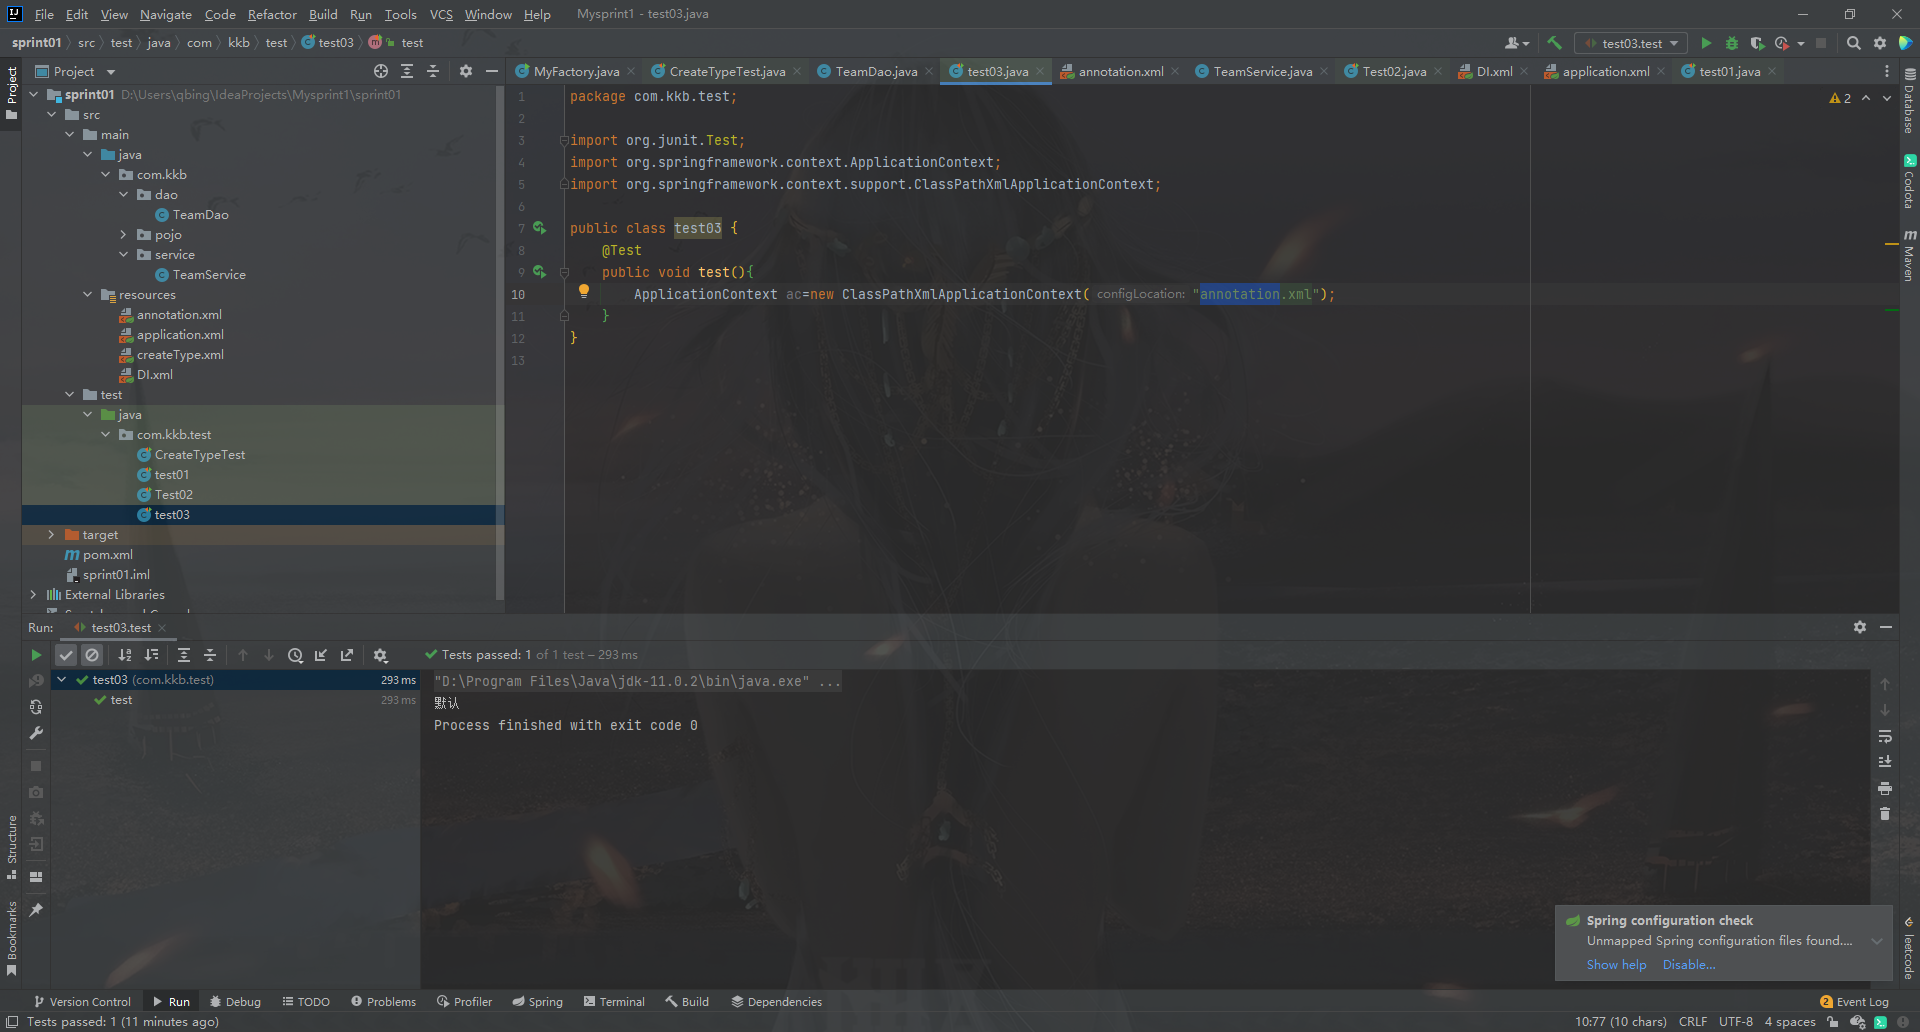 File Edit View Navigate Code Refactor Build Run Tools VCS Window Help Mysprint1 - test03.java
sprint01 src test java com kkb test test03 test
test03.test
Project
MyFactory.java CreateTypeTest.java TeamDao.java test03.java annotation.xml TeamService.java Test02.java DI.xml application.xml test01.java
Project
sprint01 D:\Users\qbing\IdeaProjects\Mysprint1\sprint01
src
main
java
com.kkb
dao
TeamDao
pojo
service
TeamService
resources
annotation.xml
application.xml
createType.xml
DI.xml
test
java
com.kkb.test
CreateTypeTest
test01
Test02
test03
target
pom.xml
sprint01.iml
External Libraries
1 package com.kkb.test;
2
3 import org.junit.Test;
4 import org.springframework.context.ApplicationContext;
5 import org.springframework.context.support.ClassPathXmlApplicationContext;
6
7 public class test03 {
8 @Test
9 public void test(){
10 ApplicationContext ac=new ClassPathXmlApplicationContext( configLocation: "annotation.xml");
11 }
12 }
13
2
Database
Codota
Maven
leetcode
Run: test03.test
Tests passed: 1 of 1 test – 293 ms
test03 (com.kkb.test) 293 ms
test 293 ms
"D:\Program Files\Java\jdk-11.0.2\bin\java.exe" ...
默认
Process finished with exit code 0
Structure
Bookmarks
Spring configuration check
Unmapped Spring configuration files found....
Show help Disable...
Version Control Run Debug TODO Problems Profiler Spring Terminal Build Dependencies
2 Event Log
Tests passed: 1 (11 minutes ago)
10:77 (10 chars) CRLF UTF-8 4 spaces